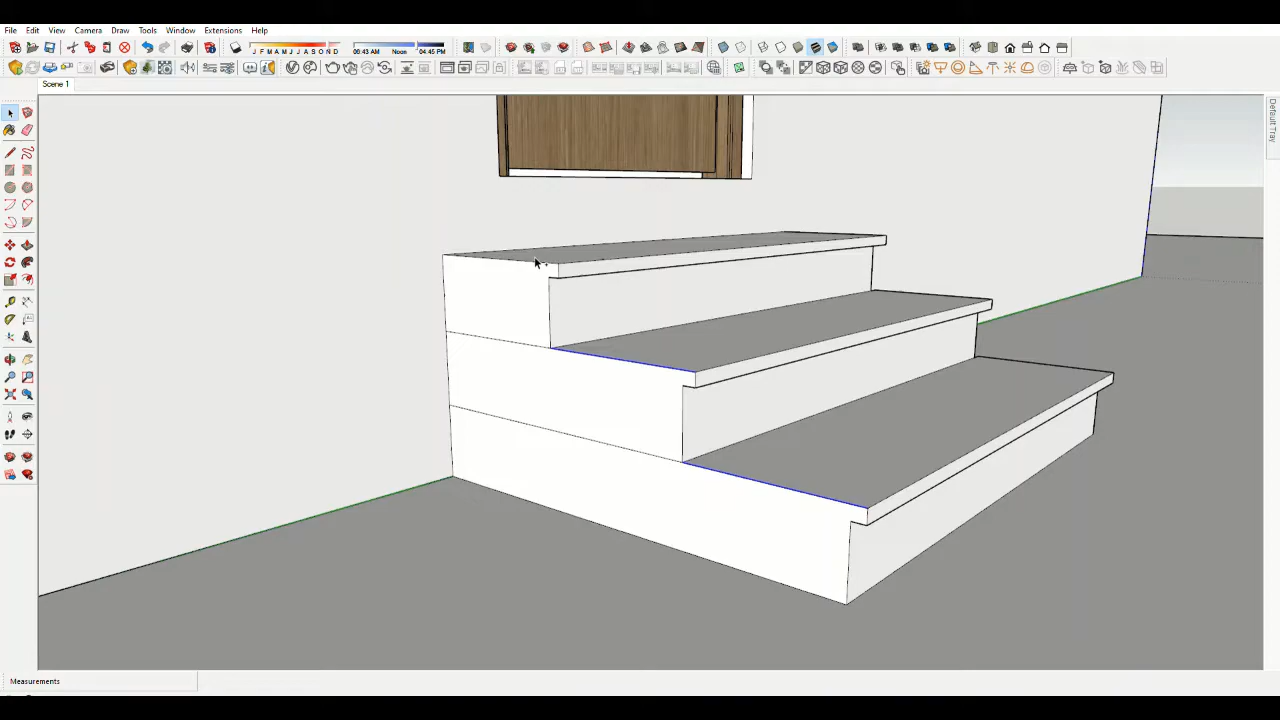 File Edit View Camera Draw Tools Window Extensions Help
J F M A M J J A S O N D 06:43 AM Noon 04:45 PM
Scene 1
Default Tray
Measurements